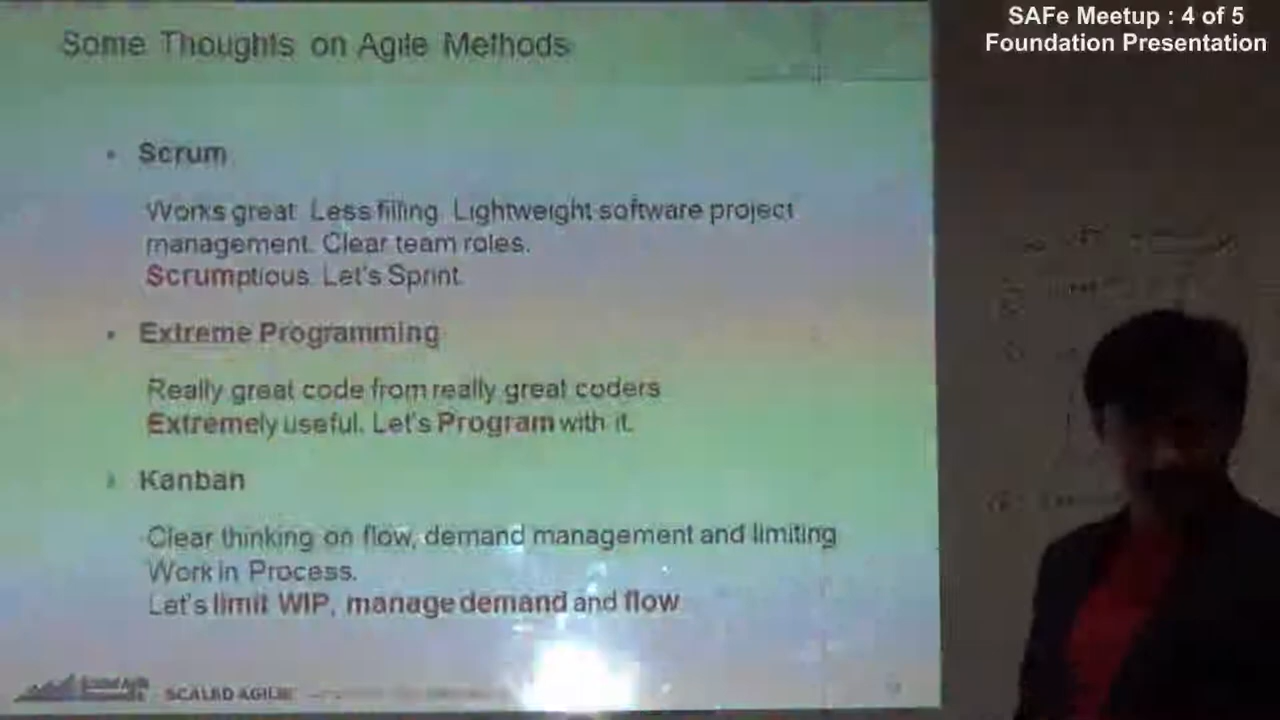 SAFe Meetup : 4 of 5
Foundation Presentation
Some Thoughts on Agile Methods
Scrum
Works great. Less filling. Lightweight software project
management. Clear team roles.
Scrumptious. Let's Sprint.
Extreme Programming
Really great code from really great coders
Extremely useful. Let's Program with it.
Kanban
Clear thinking on flow, demand management and limiting
Work in Process.
Let's limit WIP, manage demand and flow
SCALED AGILE